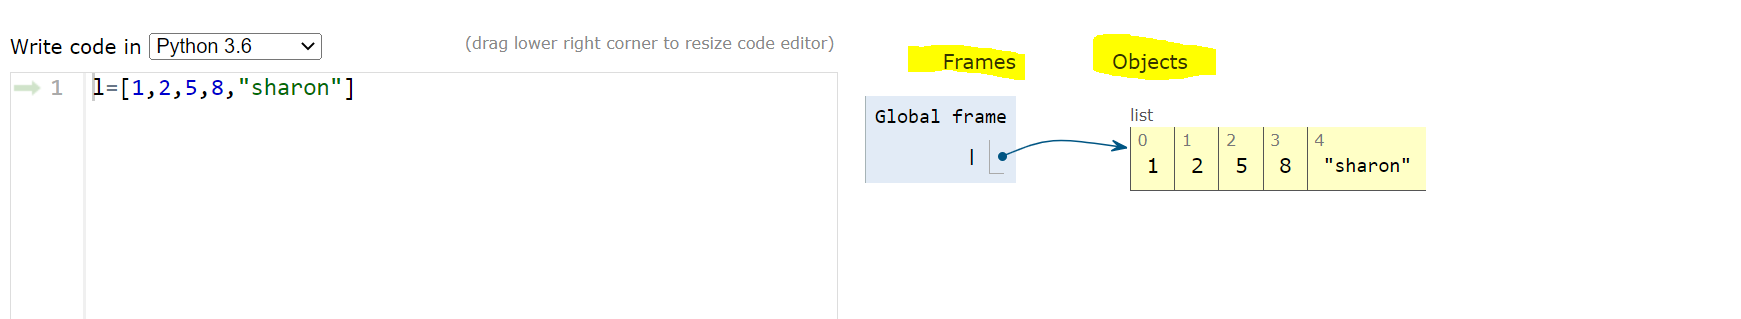 Write code in Python 3.6
(drag lower right corner to resize code editor)
1 l=[1,2,5,8,"sharon"]
Frames Objects
Global frame
l
list
0 1 2 3 4
1 2 5 8 "sharon"